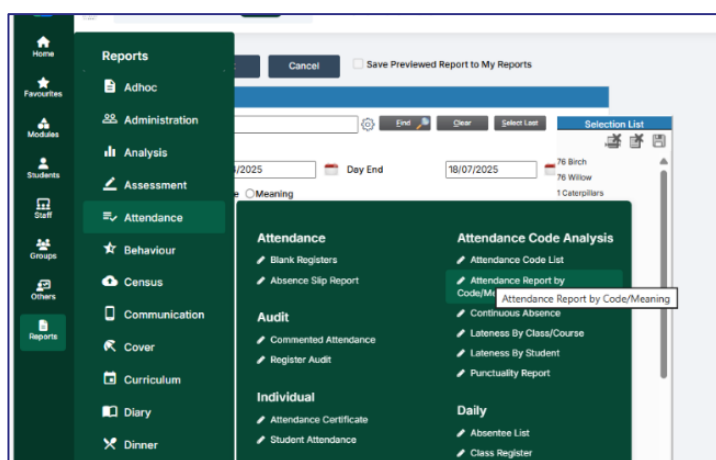 Home
Favourites
Modules
Students
Staff
Groups
Others
Reports
Reports
Adhoc
Administration
Analysis
Assessment
Attendance
Behaviour
Census
Communication
Cover
Curriculum
Diary
Dinner
Cancel
Save Previewed Report to My Reports
Find
Clear
Select Last
Selection List
/2025
Day End
18/07/2025
Meaning
76 Birch
76 Willow
1 Caterpillars
Attendance
Blank Registers
Absence Slip Report
Audit
Commented Attendance
Register Audit
Individual
Attendance Certificate
Student Attendance
Attendance Code Analysis
Attendance Code List
Attendance Report by
Code/Me
Attendance Report by Code/Meaning
Continuous Absence
Lateness By Class/Course
Lateness By Student
Punctuality Report
Daily
Absentee List
Class Register